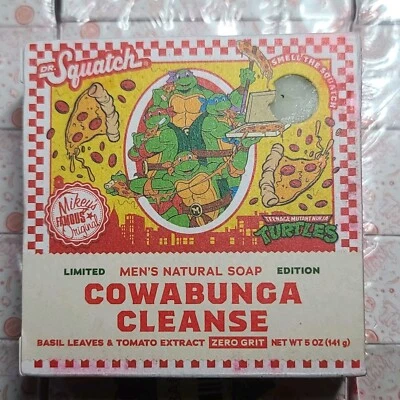 DR. Squatch
SMELL THE SQUATCH
Mikey's
FAMOUS
Original
TEENAGE MUTANT NINJA
TURTLES
LIMITED MEN'S NATURAL SOAP EDITION
COWABUNGA
CLEANSE
BASIL LEAVES & TOMATO EXTRACT ZERO GRIT NET WT 5 OZ (141 g)